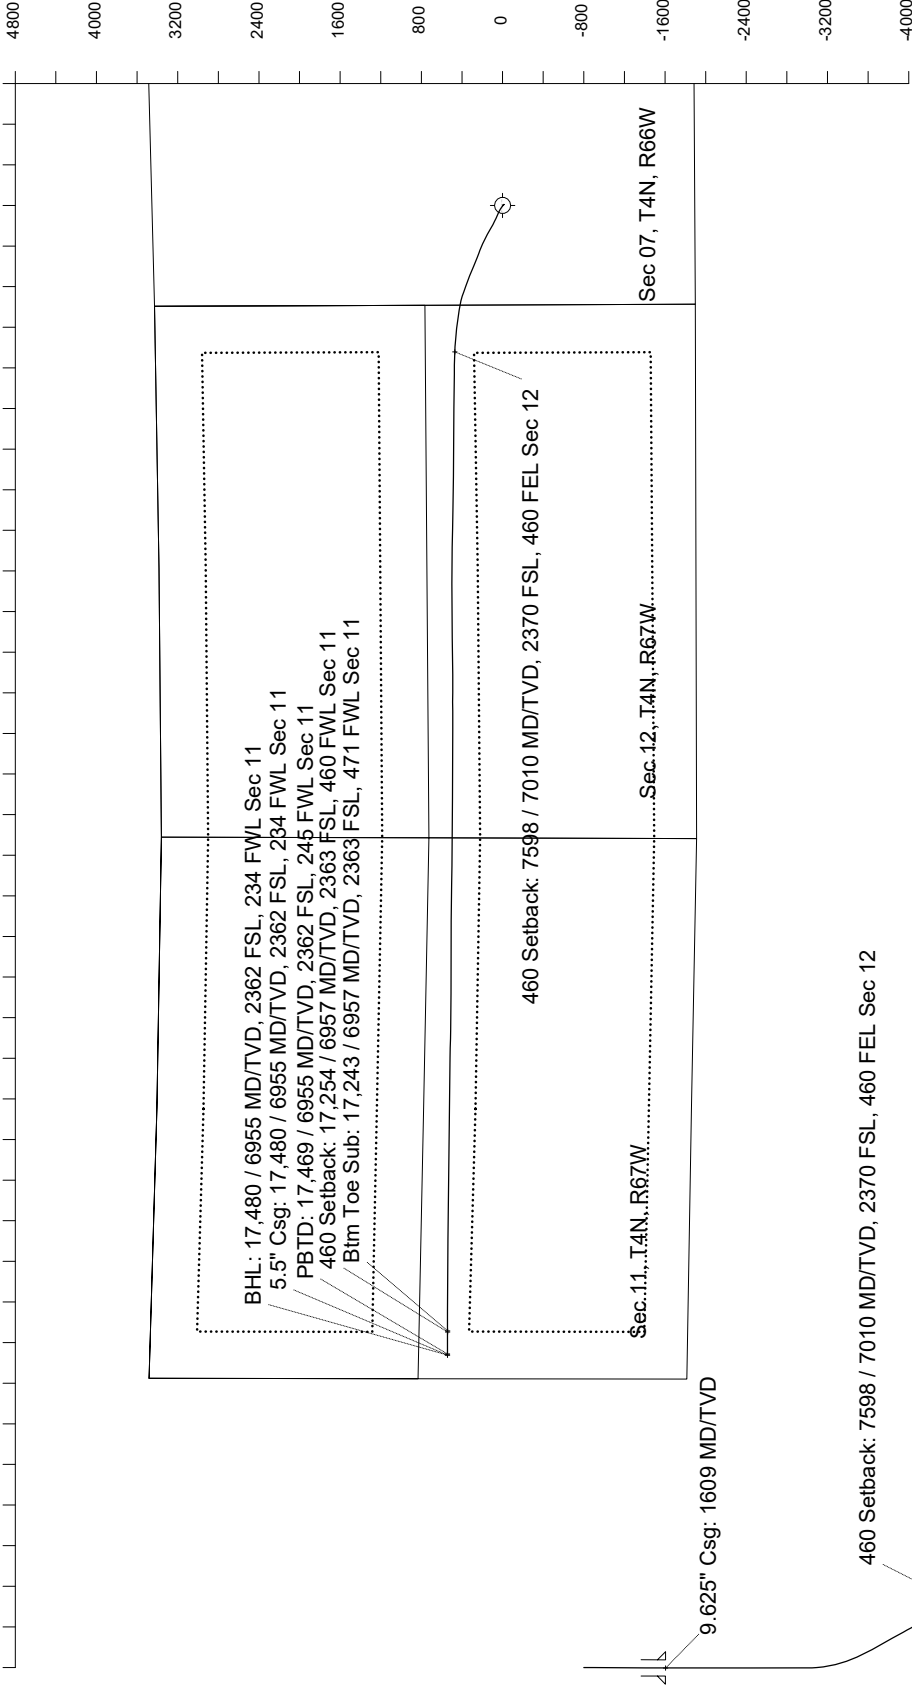 4800
4000
3200
2400
1600
800
0
-800
-1600
-2400
-3200
-4000
BHL: 17,480 / 6955 MD/TVD, 2362 FSL, 234 FWL Sec 11
5.5" Csg: 17,480 / 6955 MD/TVD, 2362 FSL, 234 FWL Sec 11
PBTD: 17,469 / 6955 MD/TVD, 2362 FSL, 245 FWL Sec 11
460 Setback: 17,254 / 6957 MD/TVD, 2363 FSL, 460 FWL Sec 11
Btm Toe Sub: 17,243 / 6957 MD/TVD, 2363 FSL, 471 FWL Sec 11
460 Setback: 7598 / 7010 MD/TVD, 2370 FSL, 460 FEL Sec 12
Sec 11, T4N, R67W
Sec 12, T4N, R67W
Sec 07, T4N, R66W
9.625" Csg: 1609 MD/TVD
460 Setback: 7598 / 7010 MD/TVD, 2370 FSL, 460 FEL Sec 12